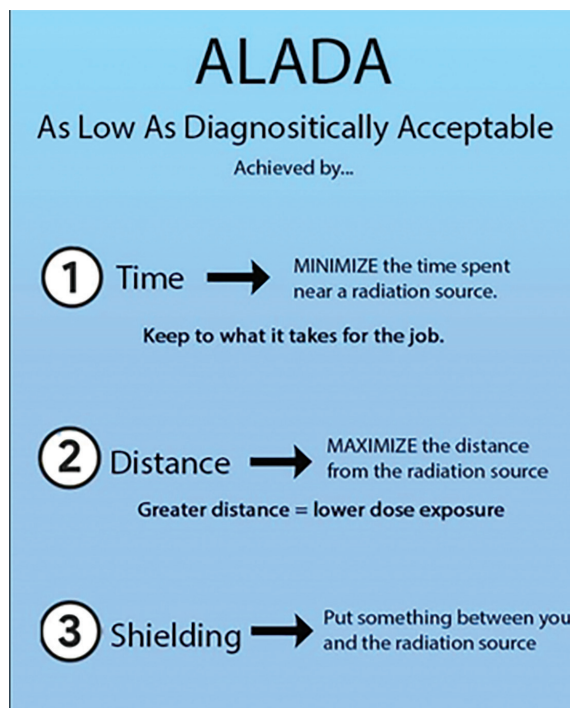 ALADA
As Low As Diagnositically Acceptable
Achieved by...
1 Time MINIMIZE the time spent
near a radiation source.
Keep to what it takes for the job.
2 Distance MAXIMIZE the distance
from the radiation source
Greater distance = lower dose exposure
3 Shielding Put something between you
and the radiation source